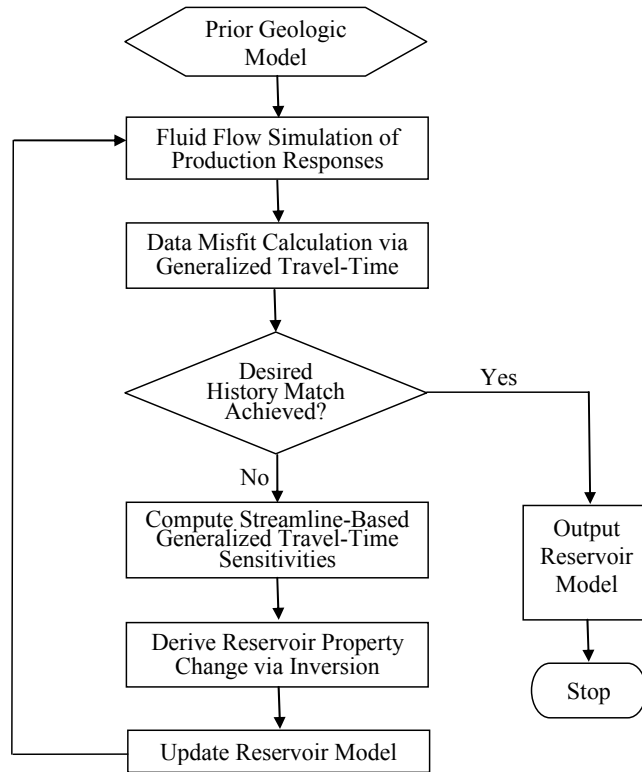 Prior Geologic
Model
Fluid Flow Simulation of
Production Responses
Data Misfit Calculation via
Generalized Travel-Time
Desired
History Match
Achieved?
Yes
No
Compute Streamline-Based
Generalized Travel-Time
Sensitivities
Output
Reservoir
Model
Derive Reservoir Property
Change via Inversion
Stop
Update Reservoir Model